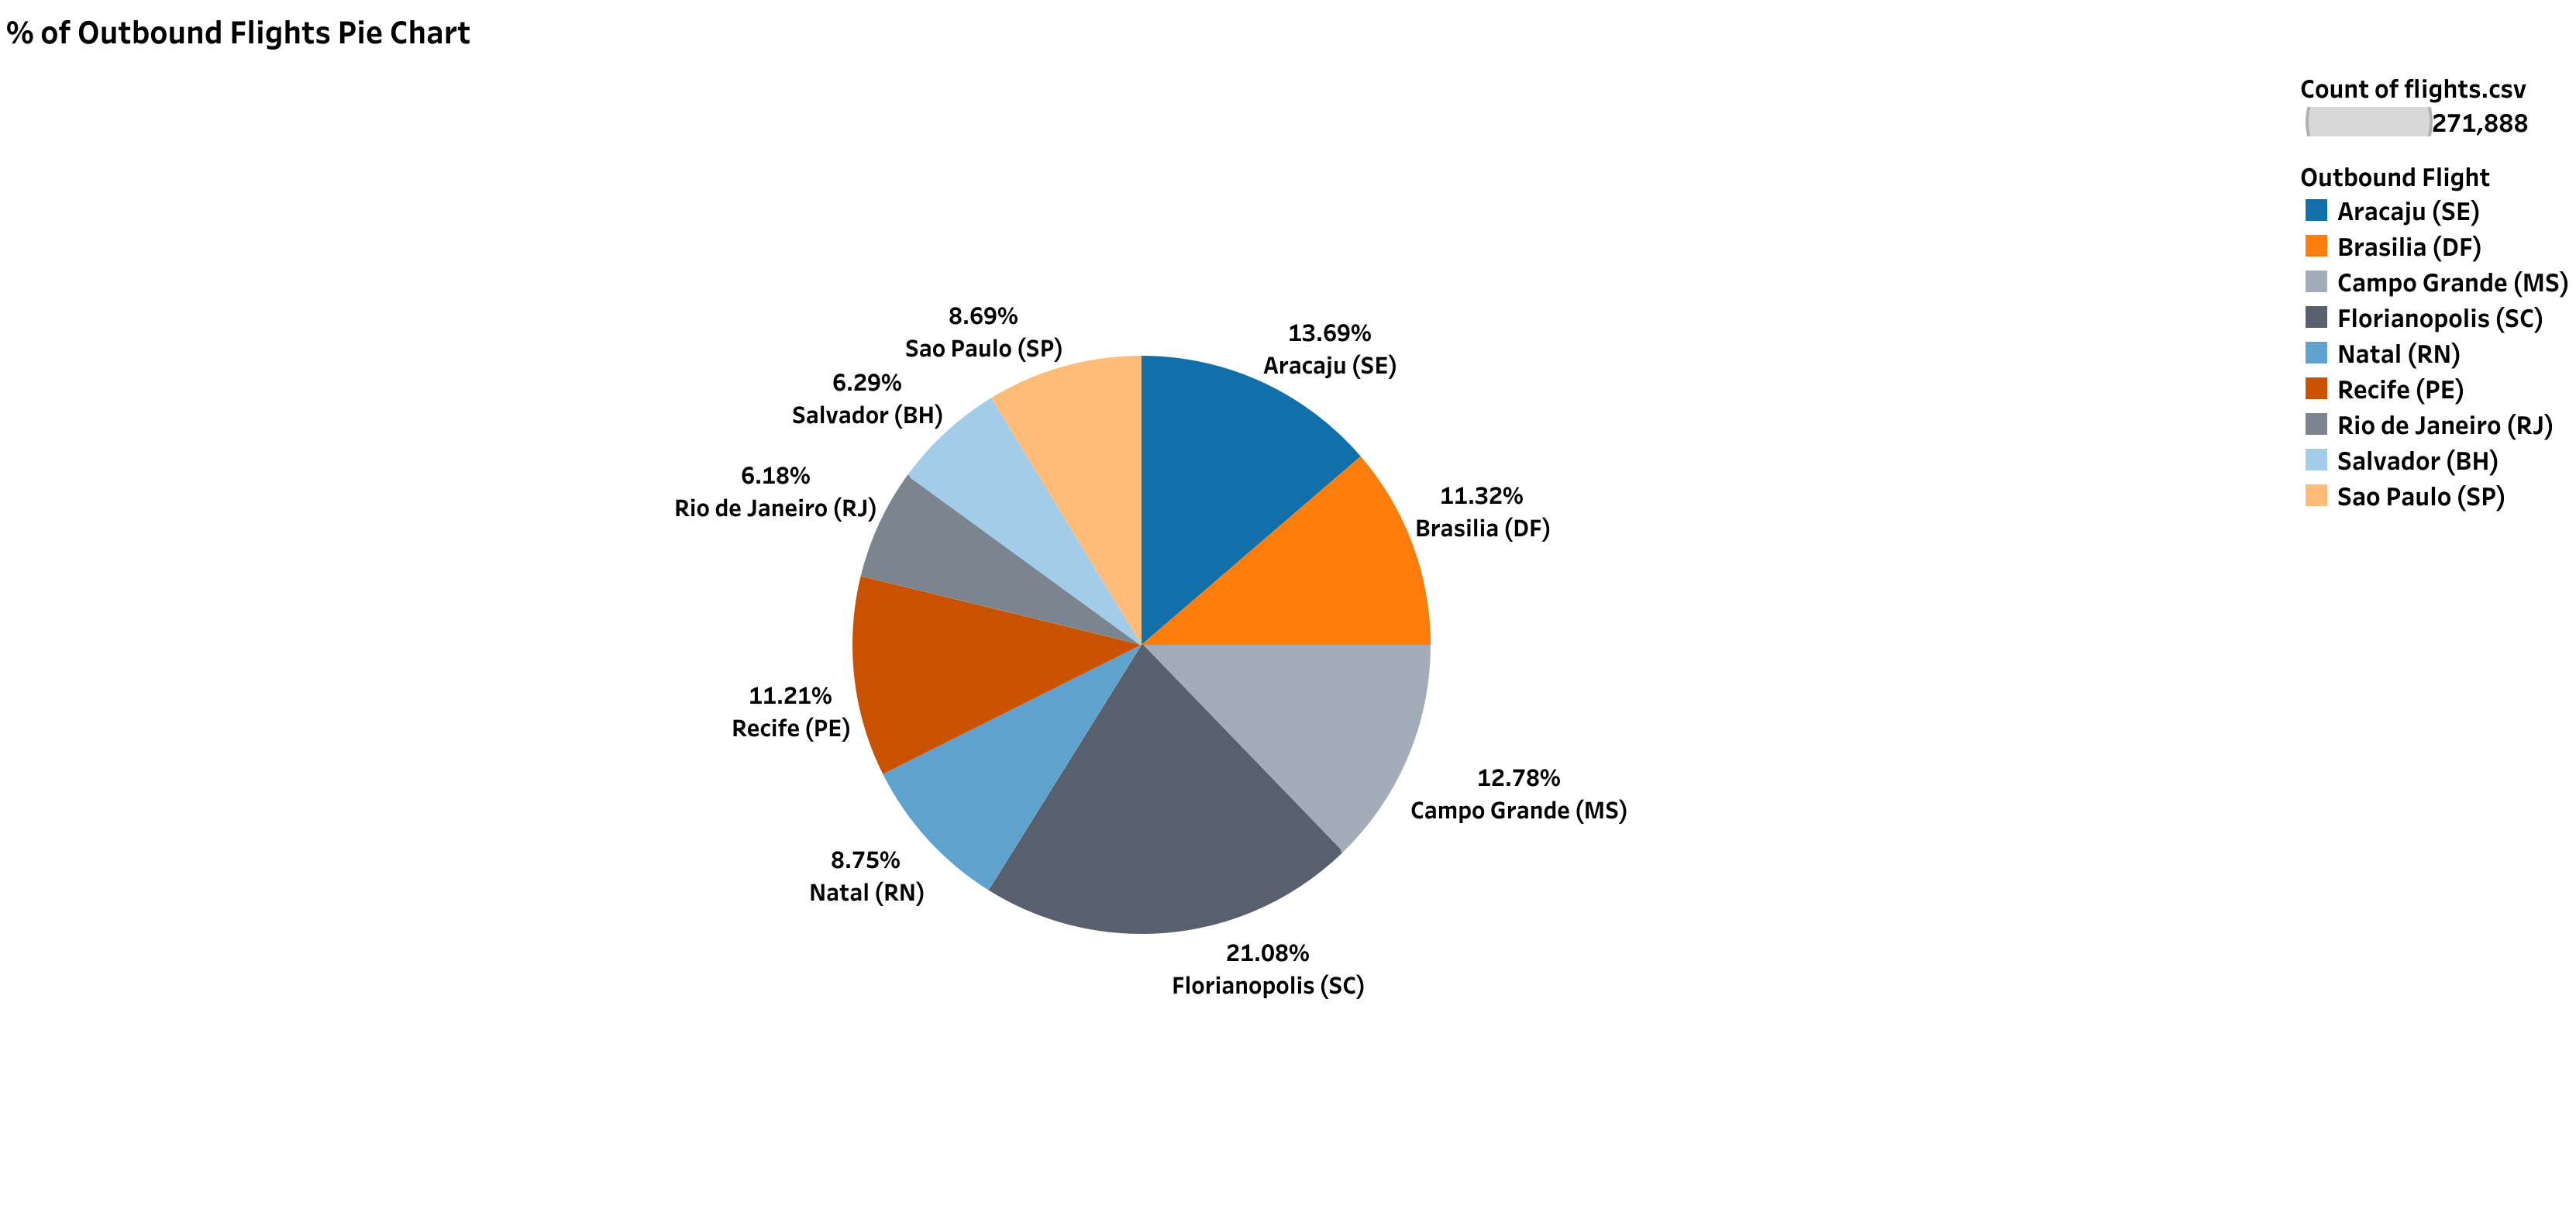 % of Outbound Flights Pie Chart
Count of flights.csv
271,888
Outbound Flight
Aracaju (SE)
Brasilia (DF)
Campo Grande (MS)
Florianopolis (SC)
Natal (RN)
Recife (PE)
Rio de Janeiro (RJ)
Salvador (BH)
Sao Paulo (SP)
8.69%
Sao Paulo (SP)
13.69%
Aracaju (SE)
6.29%
Salvador (BH)
6.18%
Rio de Janeiro (RJ)
11.32%
Brasilia (DF)
11.21%
Recife (PE)
12.78%
Campo Grande (MS)
8.75%
Natal (RN)
21.08%
Florianopolis (SC)